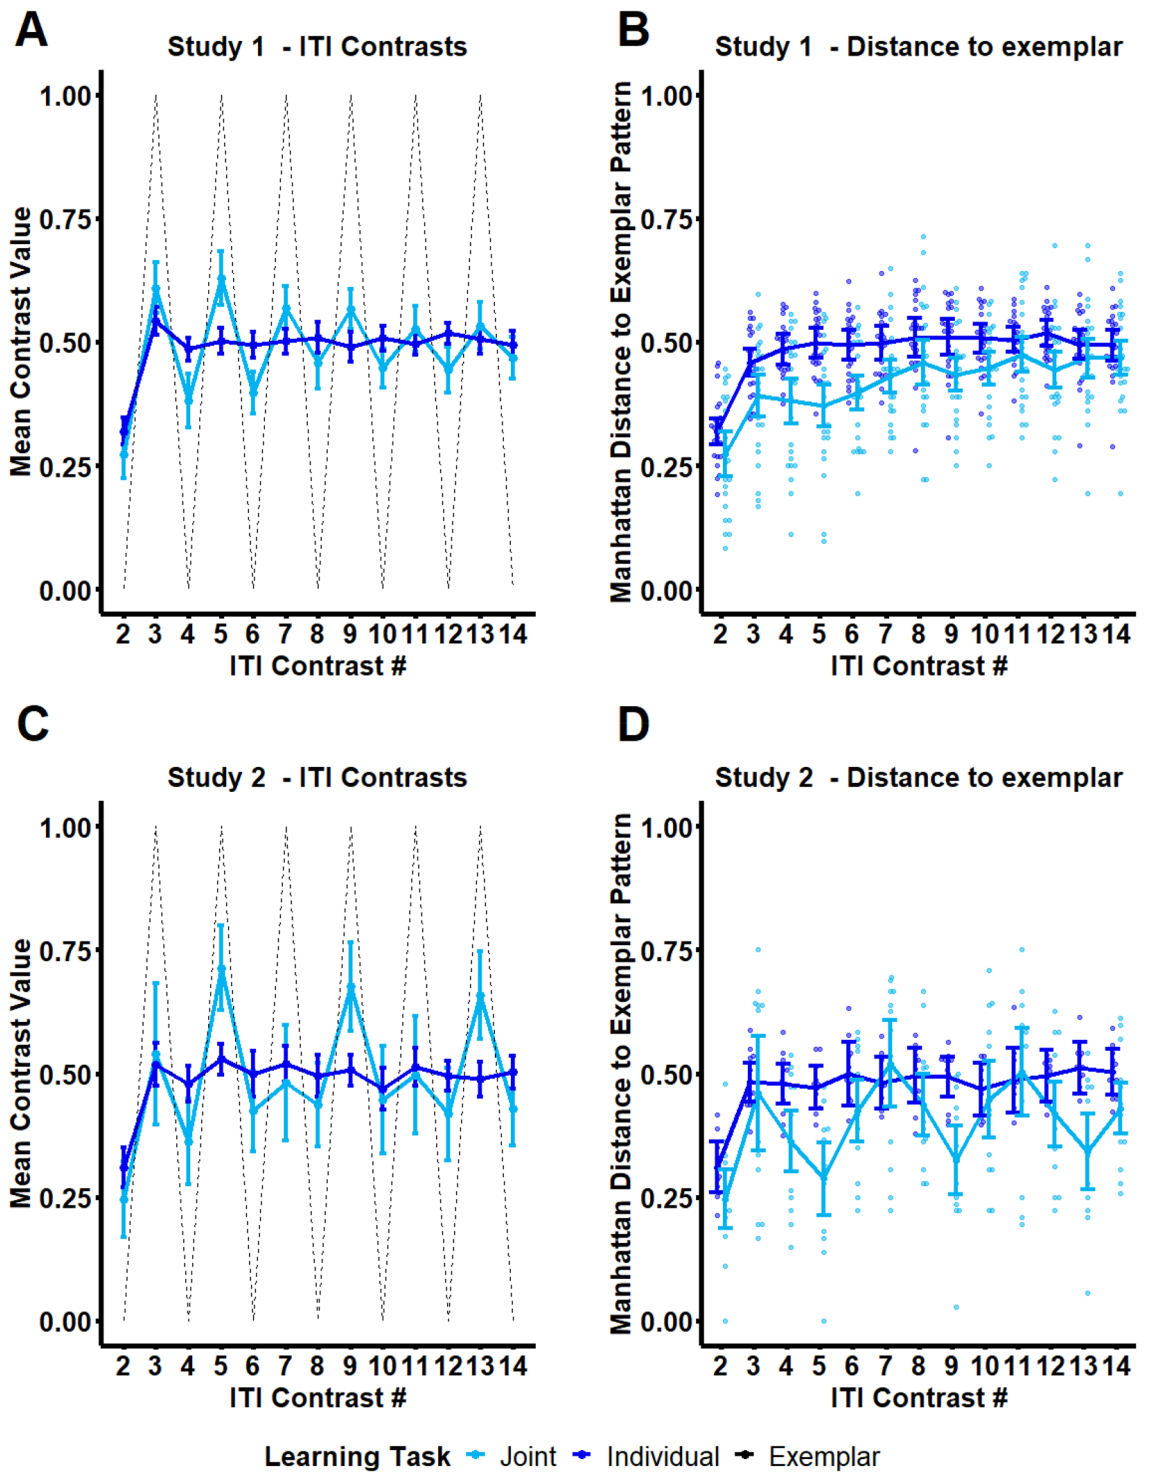 A
Study 1 - ITI Contrasts
Mean Contrast Value
1.00
0.75
0.50
0.25
0.00
2 3 4 5 6 7 8 9 10 11 12 13 14
ITI Contrast #
B
Study 1 - Distance to exemplar
Manhattan Distance to Exemplar Pattern
1.00
0.75
0.50
0.25
0.00
2 3 4 5 6 7 8 9 10 11 12 13 14
ITI Contrast #
C
Study 2 - ITI Contrasts
Mean Contrast Value
1.00
0.75
0.50
0.25
0.00
2 3 4 5 6 7 8 9 10 11 12 13 14
ITI Contrast #
D
Study 2 - Distance to exemplar
Manhattan Distance to Exemplar Pattern
1.00
0.75
0.50
0.25
0.00
2 3 4 5 6 7 8 9 10 11 12 13 14
ITI Contrast #
Learning Task Joint Individual Exemplar